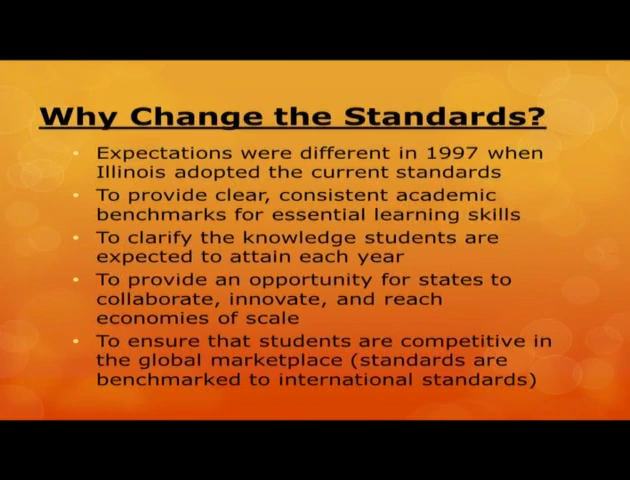 Why Change the Standards?
• Expectations were different in 1997 when
Illinois adopted the current standards
• To provide clear, consistent academic
benchmarks for essential learning skills
• To clarify the knowledge students are
expected to attain each year
• To provide an opportunity for states to
collaborate, innovate, and reach
economies of scale
• To ensure that students are competitive in
the global marketplace (standards are
benchmarked to international standards)